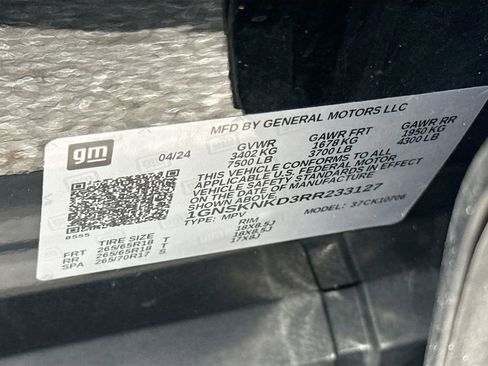 gm
MFD BY GENERAL MOTORS LLC
04/24 GVWR GAWR FRT GAWR RR
3402 KG 1678 KG 1950 KG
7500 LB 3700 LB 4300 LB
THIS VEHICLE CONFORMS TO ALL
APPLICABLE U.S. FEDERAL MOTOR
VEHICLE SAFETY STANDARDS IN EFFECT
ON THE DATE OF MANUFACTURE
1GNSKNKD3RR233127
TYPE: MPV MODEL: 37CK10706
0555
TIRE SIZE RIM
FRT 265/65R18 T 18X8.5J
RR 265/65R18 T 18X8.5J
SPA 265/70R17 S 17X8J